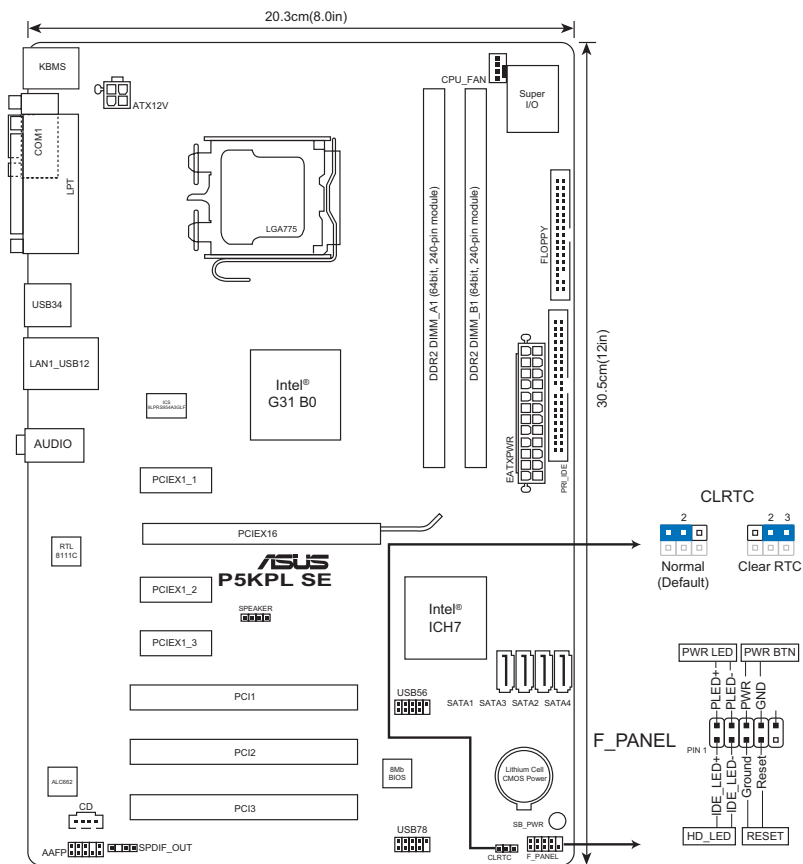 20.3cm(8.0in)
KBMS
ATX12V
CPU_FAN
Super
I/O
COM1
LPT
LGA775
DDR2 DIMM_A1 (64bit, 240-pin module)
DDR2 DIMM_B1 (64bit, 240-pin module)
FLOPPY
30.5cm(12in)
USB34
LAN1_USB12
Intel®
G31 B0
ICS
AUDIO
EATXPWR
PRI_IDE
PCIEX1_1
CLRTC
2
2 3
Normal
(Default)
Clear RTC
PCIEX16
RTL
8111C
ASUS
P5KPL SE
PCIEX1_2
SPEAKER
Intel®
ICH7
PCIEX1_3
PWR LED
PWR BTN
PLED+
PLED-
PWR
GND
PCI1
USB56
SATA1
SATA3
SATA2
SATA4
F_PANEL
PIN 1
IDE_LED+
IDE_LED-
Ground
Reset
HD_LED
RESET
PCI2
8Mb
BIOS
Lithium Cell
CMOS Power
ALC662
CD
PCI3
SB_PWR
AAFP
SPDIF_OUT
USB78
CLRTC
F_PANEL